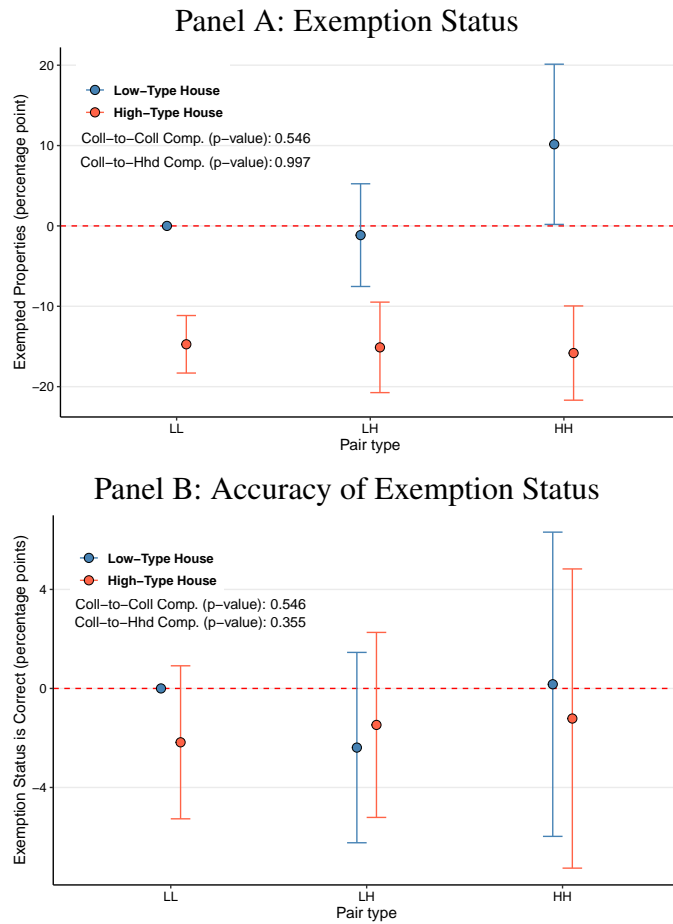 Panel A: Exemption Status
Exempted Properties (percentage point)
20
10
0
−10
−20
Low−Type House
High−Type House
Coll−to−Coll Comp. (p−value): 0.546
Coll−to−Hhd Comp. (p−value): 0.997
LL
LH
HH
Pair type
Panel B: Accuracy of Exemption Status
Exemption Status is Correct (percentage points)
4
0
−4
Low−Type House
High−Type House
Coll−to−Coll Comp. (p−value): 0.546
Coll−to−Hhd Comp. (p−value): 0.355
LL
LH
HH
Pair type